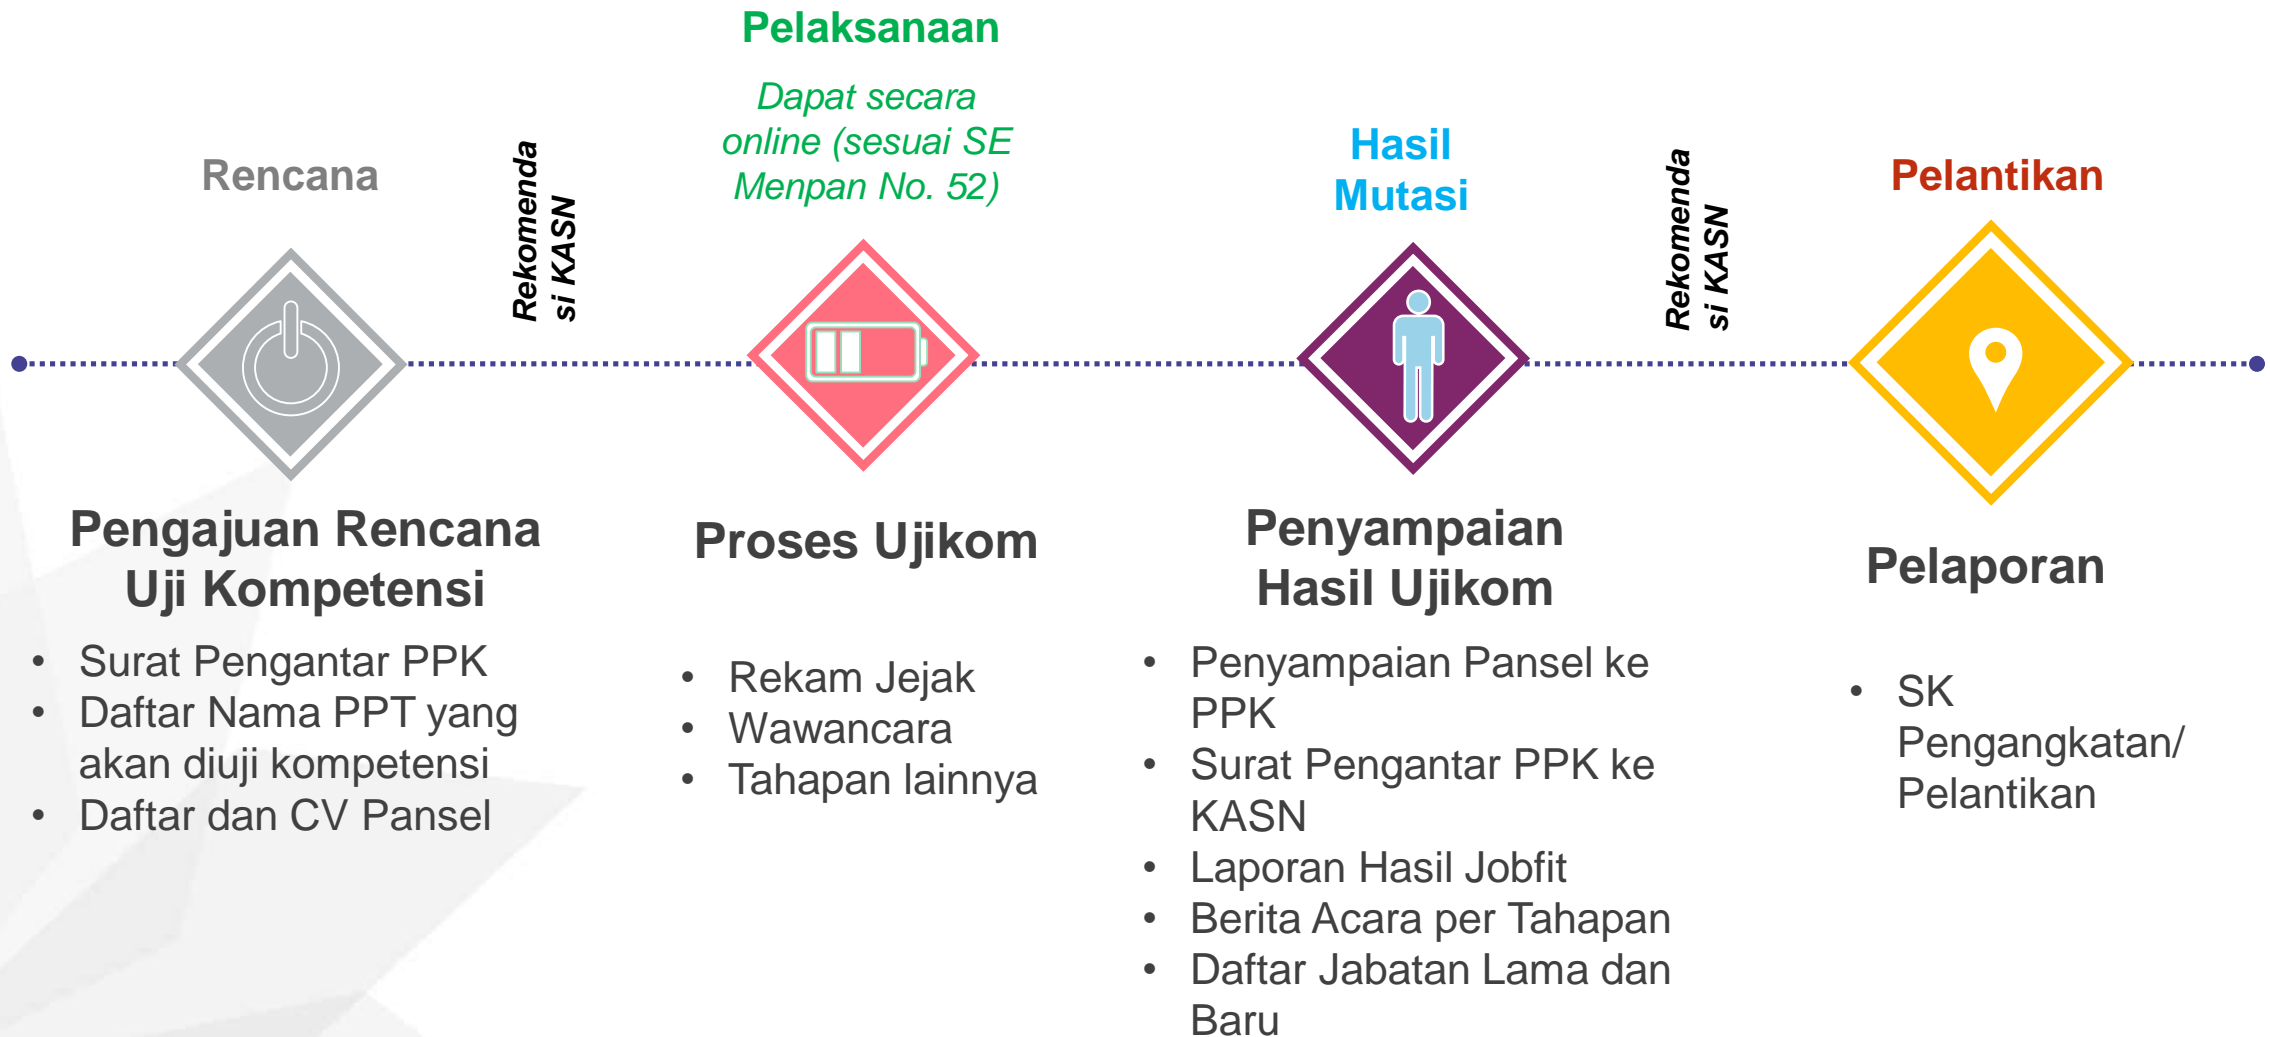 Rencana
Pengajuan Rencana
Uji Kompetensi
• Surat Pengantar PPK
• Daftar Nama PPT yang
akan diuji kompetensi
• Daftar dan CV Pansel
Rekomenda
si KASN
Pelaksanaan
Dapat secara
online (sesuai SE
Menpan No. 52)
Proses Ujikom
• Rekam Jejak
• Wawancara
• Tahapan lainnya
Hasil
Mutasi
Penyampaian
Hasil Ujikom
• Penyampaian Pansel ke
PPK
• Surat Pengantar PPK ke
KASN
• Laporan Hasil Jobfit
• Berita Acara per Tahapan
• Daftar Jabatan Lama dan
Baru
Rekomenda
si KASN
Pelantikan
Pelaporan
• SK
Pengangkatan/
Pelantikan